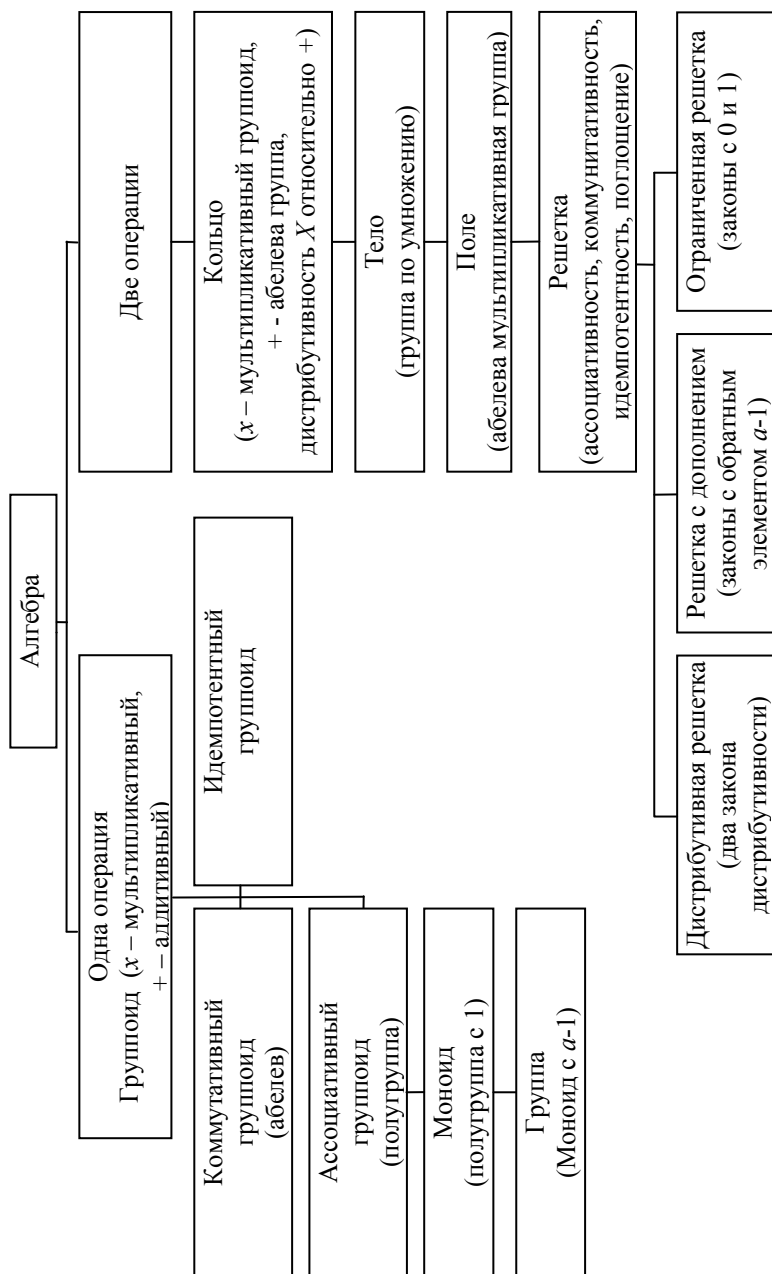 Алгебра
Одна операция
Группоид (x – мультипликативный,
+ – аддитивный)
Две операции
Коммутативный
группоид
(абелев)
Идемпотентный
группоид
Ассоциативный
группоид
(полугруппа)
Моноид
(полугруппа с 1)
Группа
(Моноид с a-1)
Кольцо
(x – мультипликативный группоид,
+ - абелева группа,
дистрибутивность X относительно +)
Тело
(группа по умножению)
Поле
(абелева мультипликативная группа)
Решетка
(ассоциативность, коммунитативность,
идемпотентность, поглощение)
Дистрибутивная решетка
(два закона
дистрибутивности)
Решетка с дополнением
(законы с обратным
элементом a-1)
Ограниченная решетка
(законы с 0 и 1)